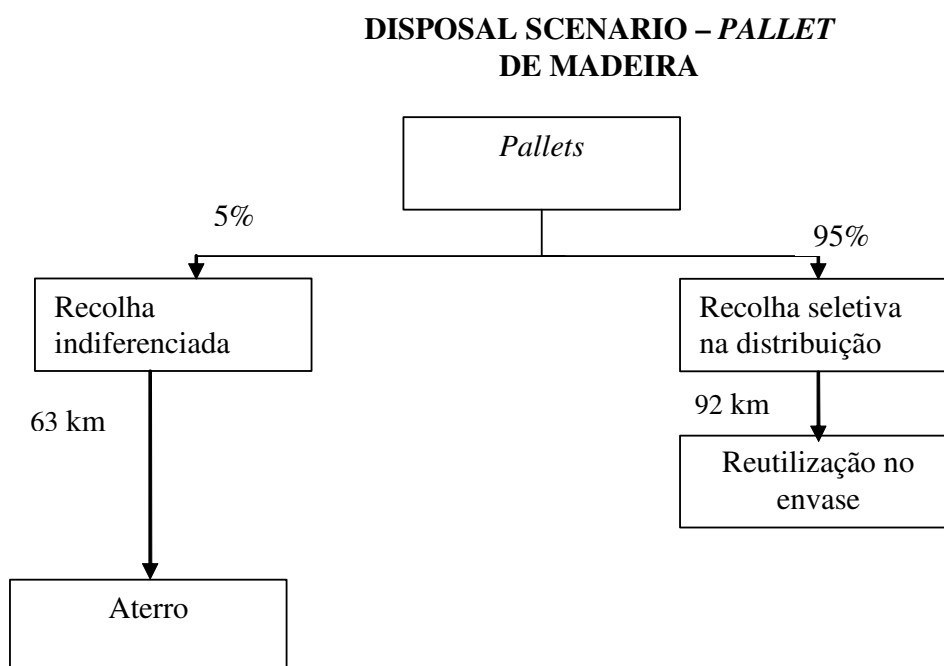 DISPOSAL SCENARIO – PALLET
DE MADEIRA
Pallets
5%
95%
Recolha
indiferenciada
Recolha seletiva
na distribuição
63 km
92 km
Reutilização no
envase
Aterro